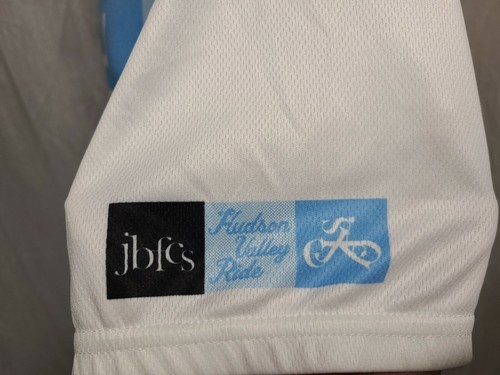 jbfcs
Hudson
Valley
Ride